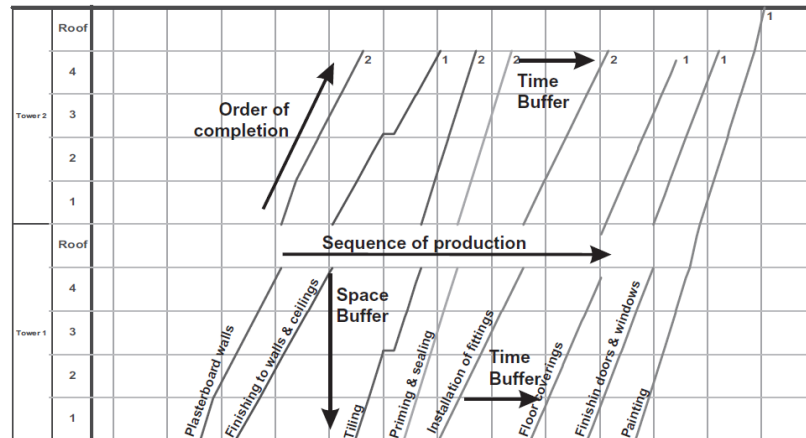 Roof
1
4
2
1
2
2
2
1
1
Time
Buffer
Order of
completion
Tower 2
3
2
1
Roof
Sequence of production
4
Space
Buffer
Tower 1
3
Time
Buffer
2
1
Plasterboard walls
Finishing to walls & ceilings
Tiling
Priming & sealing
Installation of fittings
Floor coverings
Finishin doors & windows
Painting